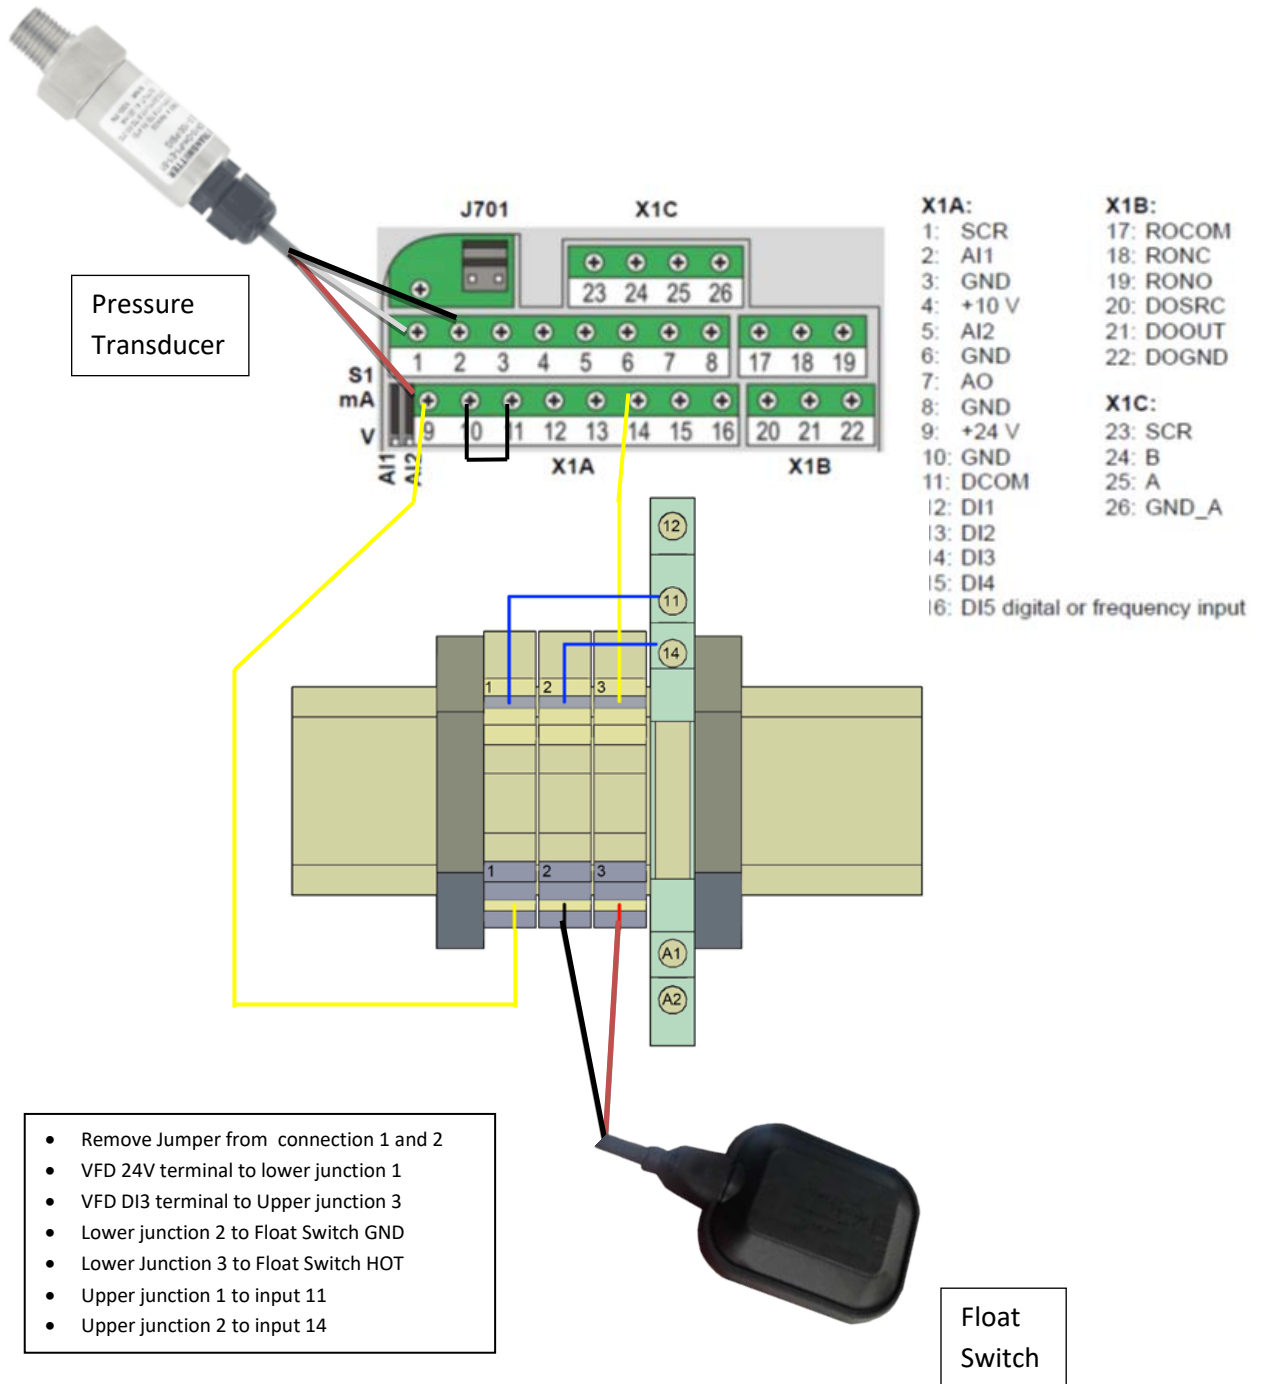 TRANSMITTER
Pressure
Transducer
J701
X1C
23 24 25 26
1 2 3 4 5 6 7 8 17 18 19
S1
mA
V
9 10 11 12 13 14 15 16 20 21 22
AI1
AI2
X1A
X1B
X1A:
1: SCR
2: AI1
3: GND
4: +10 V
5: AI2
6: GND
7: AO
8: GND
9: +24 V
10: GND
11: DCOM
12: DI1
13: DI2
14: DI3
15: DI4
16: DI5 digital or frequency input
X1B:
17: ROCOM
18: RONC
19: RONO
20: DOSRC
21: DOOUT
22: DOGND
X1C:
23: SCR
24: B
25: A
26: GND_A
12
11
14
1 2 3
1 2 3
A1
A2
• Remove Jumper from connection 1 and 2
• VFD 24V terminal to lower junction 1
• VFD DI3 terminal to Upper junction 3
• Lower junction 2 to Float Switch GND
• Lower Junction 3 to Float Switch HOT
• Upper junction 1 to input 11
• Upper junction 2 to input 14
Float
Switch